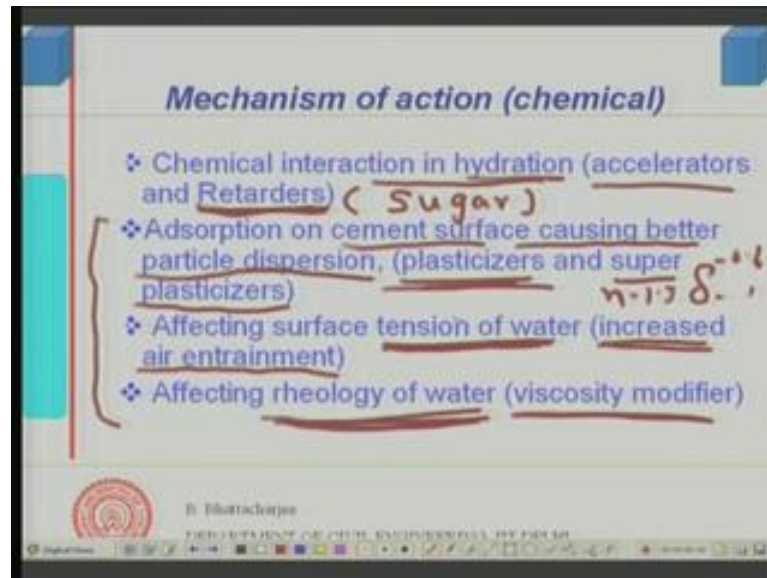 Mechanism of action (chemical)
❖ Chemical interaction in hydration (accelerators
and Retarders) (Sugar)
❖Adsorption on cement surface causing better
particle dispersion, (plasticizers and super
plasticizers)
❖ Affecting surface tension of water (increased
air entrainment)
❖ Affecting rheology of water (viscosity modifier)
B. Bhattacharjee
DEPARTMENT OF CIVIL ENGINEERING, IIT DELHI